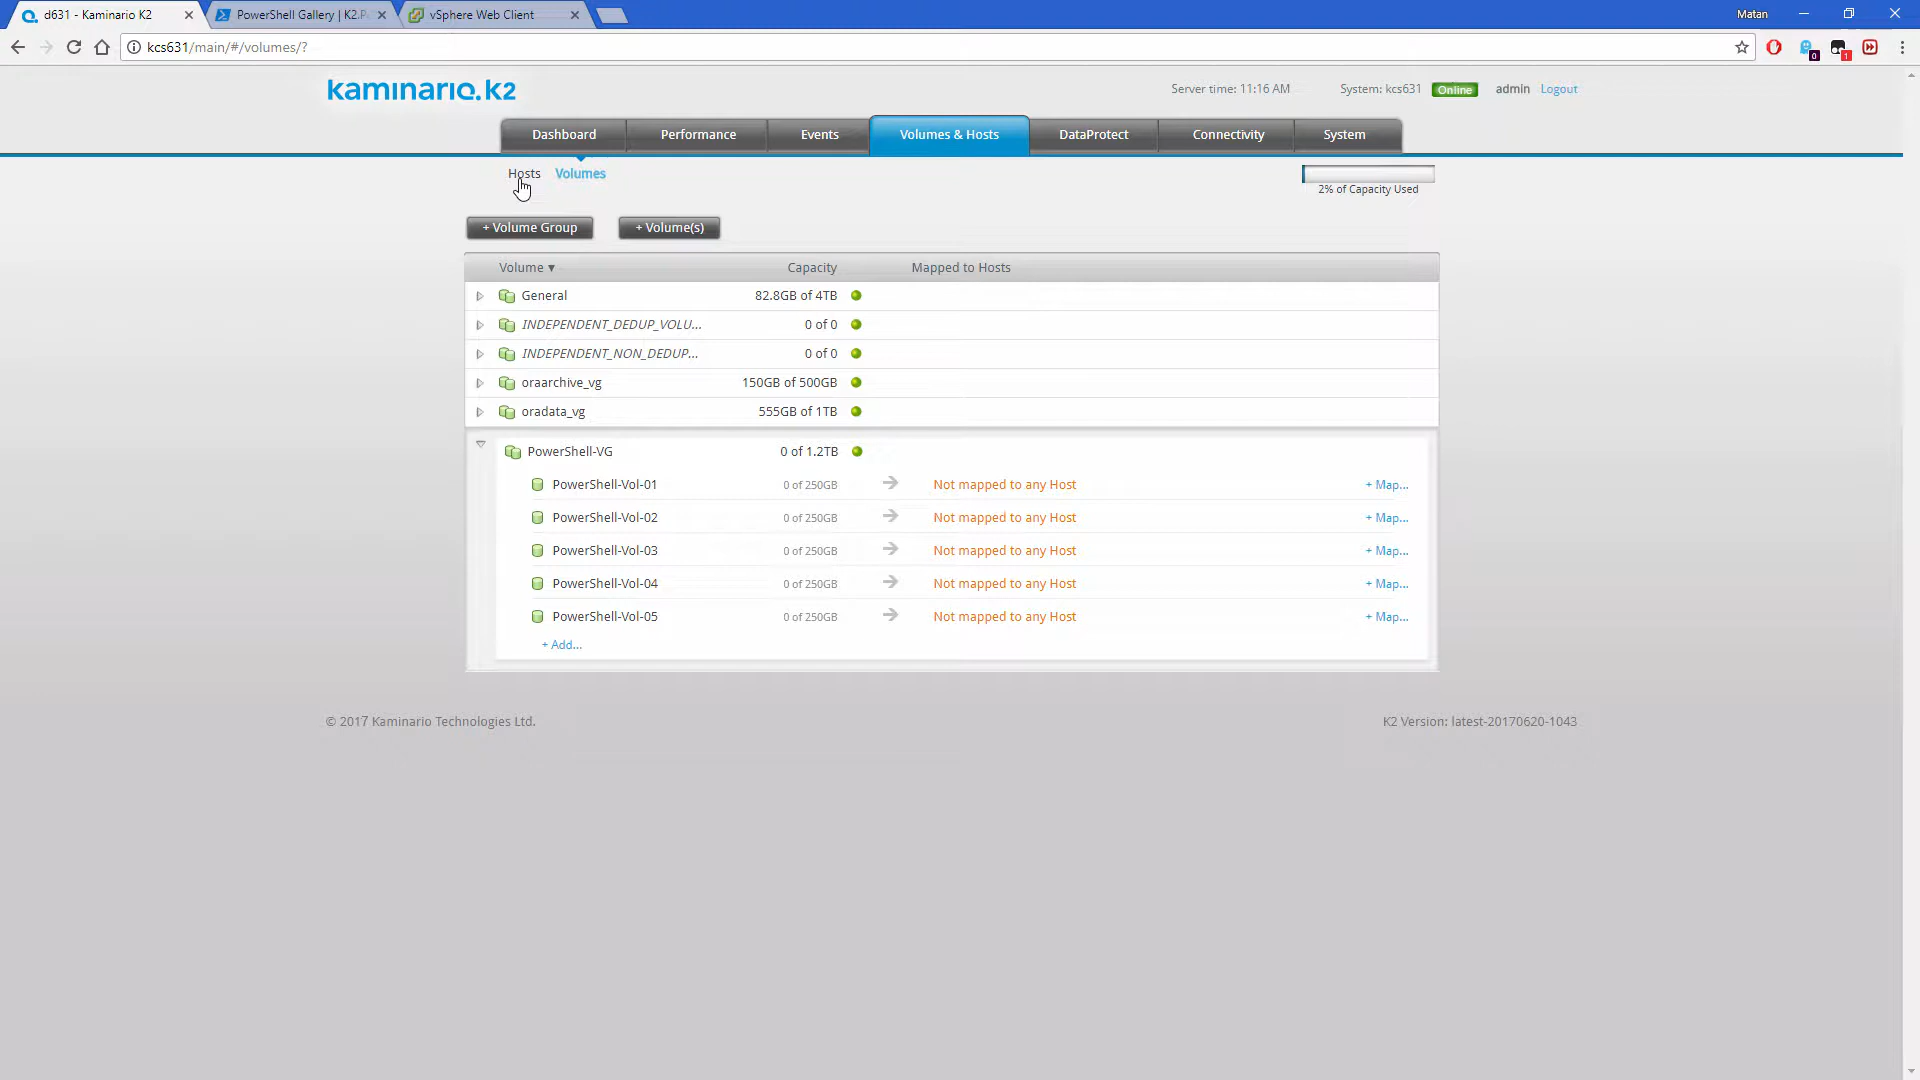 d631 - Kaminario K2
PowerShell Gallery | K2.P
vSphere Web Client
Matan
kcs631/main/#/volumes/?
0
1
kaminario.k2
Server time: 11:16 AM
System: kcs631
Online
admin
Logout
Dashboard
Performance
Events
Volumes & Hosts
DataProtect
Connectivity
System
Hosts
Volumes
2% of Capacity Used
+ Volume Group
+ Volume(s)
Volume ▾
Capacity
Mapped to Hosts
General 82.8GB of 4TB
INDEPENDENT_DEDUP_VOLU... 0 of 0
INDEPENDENT_NON_DEDUP... 0 of 0
oraarchive_vg 150GB of 500GB
oradata_vg 555GB of 1TB
PowerShell-VG 0 of 1.2TB
PowerShell-Vol-01 0 of 250GB Not mapped to any Host + Map...
PowerShell-Vol-02 0 of 250GB Not mapped to any Host + Map...
PowerShell-Vol-03 0 of 250GB Not mapped to any Host + Map...
PowerShell-Vol-04 0 of 250GB Not mapped to any Host + Map...
PowerShell-Vol-05 0 of 250GB Not mapped to any Host + Map...
+ Add...
© 2017 Kaminario Technologies Ltd.
K2 Version: latest-20170620-1043